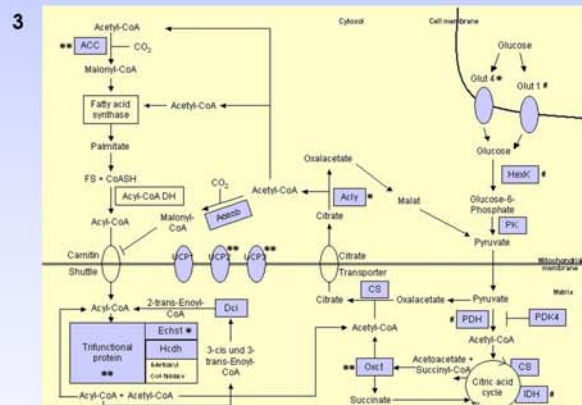 3
Acetyl-CoA
Cytosol
Cell membrane
** ACC
CO2
Glucose
Malonyl-CoA
Glut 4 *
Glut 1 #
Fatty acid
synthase
Acetyl-CoA
Palmitate
Oxalacetate
Glucose
FS + CoASH
CO2
Acetyl-CoA
Acly *
Malat
HexK #
Acyl-CoA DH
Malonyl-
CoA
Citrate
Glucose-6-
Phosphate
PK
Acyl-CoA
Pyruvate
Carnitin
Shuttle
UCP1
UCP2 **
UCP3 **
Citrate
Transporter
Mitochondrial
membrane
Matrix
Acyl-CoA
2-trans-Enoyl-
CoA
Dci
Citrate
CS
Oxalacetate
Pyruvate
Trifunctional
protein
**
Echs1 *
Hcdh
3-cis und 3-
trans-Enoyl-
CoA
Acetyl-CoA
# PDH
PDK4
Acetyl-CoA
** Oxct
Acetoacetate +
Succinyl-CoA
CS
Citric acid
cycle
IDH #
Acyl-CoA + Acetyl-CoA
Succinate